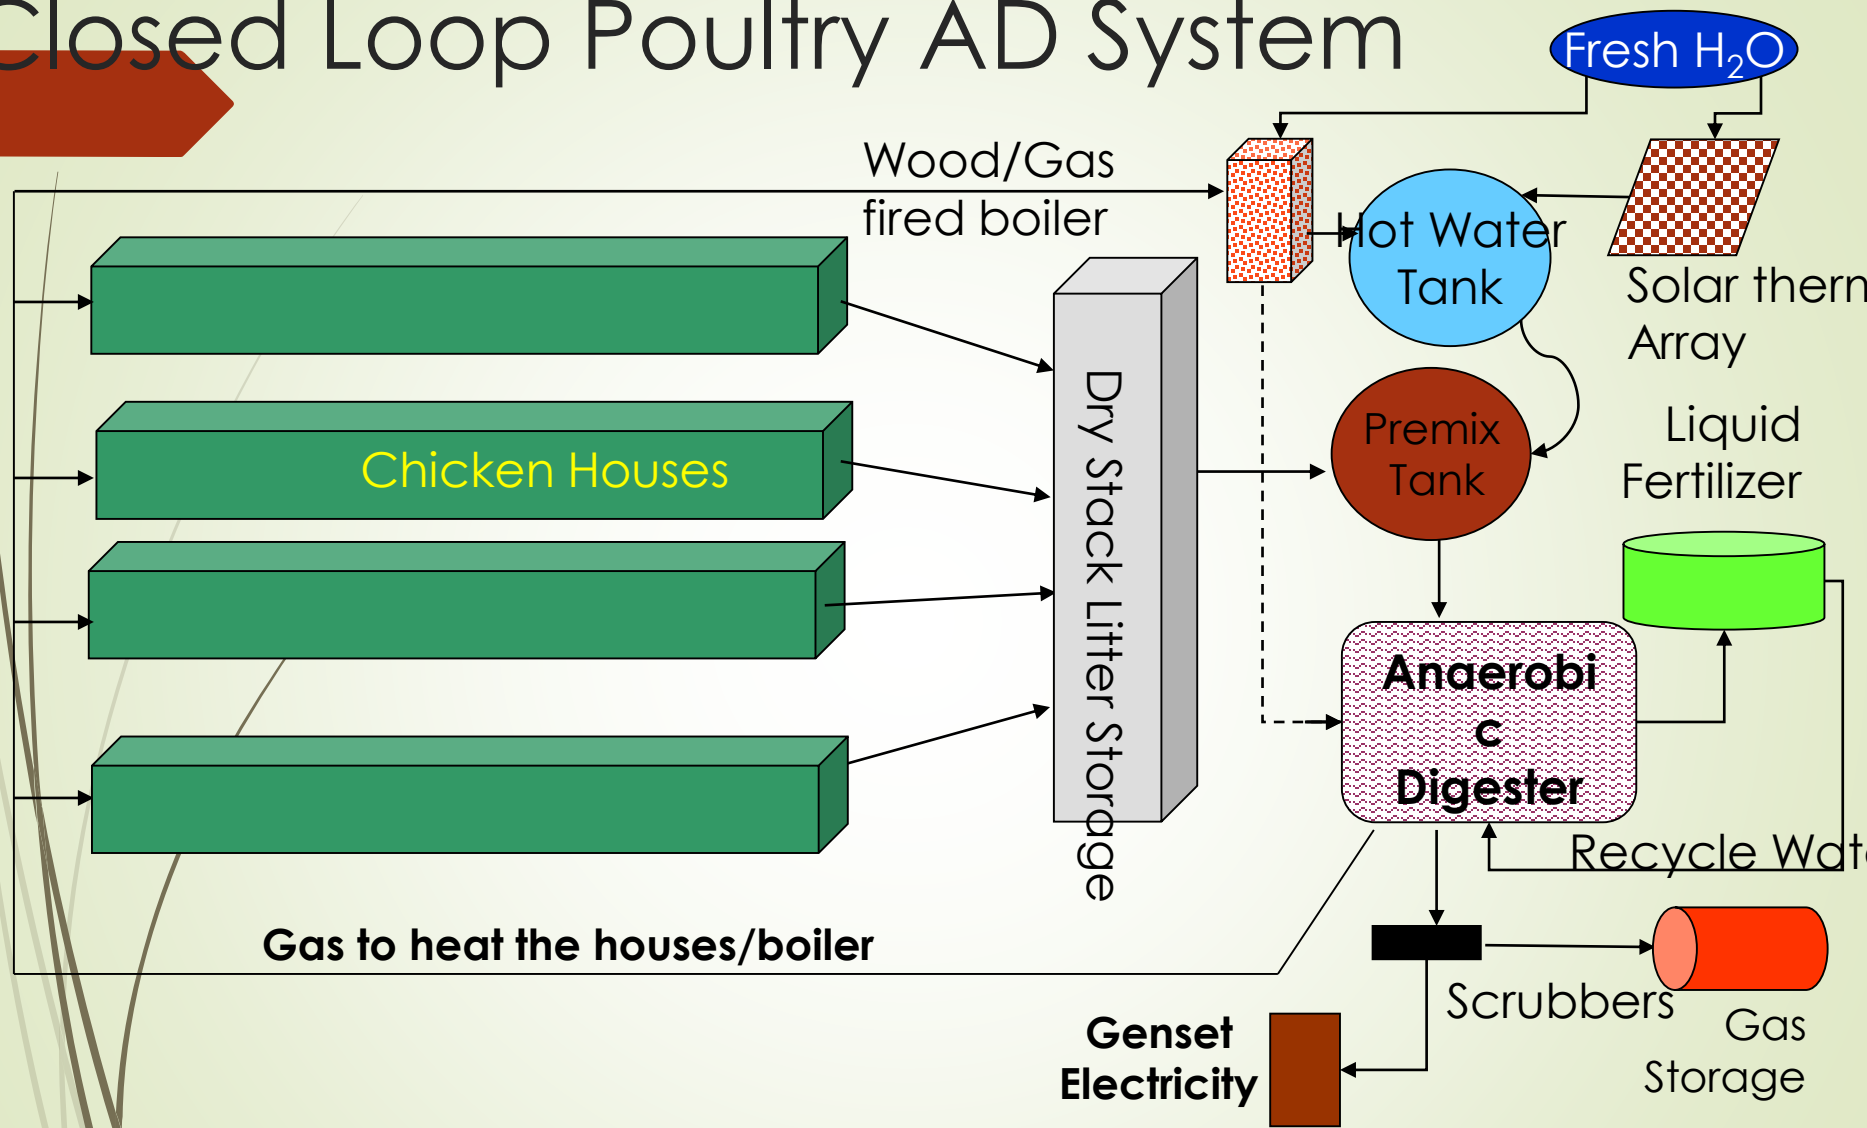 Closed Loop Poultry AD System
Fresh H₂O
Wood/Gas
fired boiler
Hot Water
Tank
Solar therm
Array
Chicken Houses
Dry Stack Litter Storage
Premix
Tank
Liquid
Fertilizer
Anaerobi
c
Digester
Recycle Wat
Gas to heat the houses/boiler
Scrubbers
Gas
Storage
Genset
Electricity